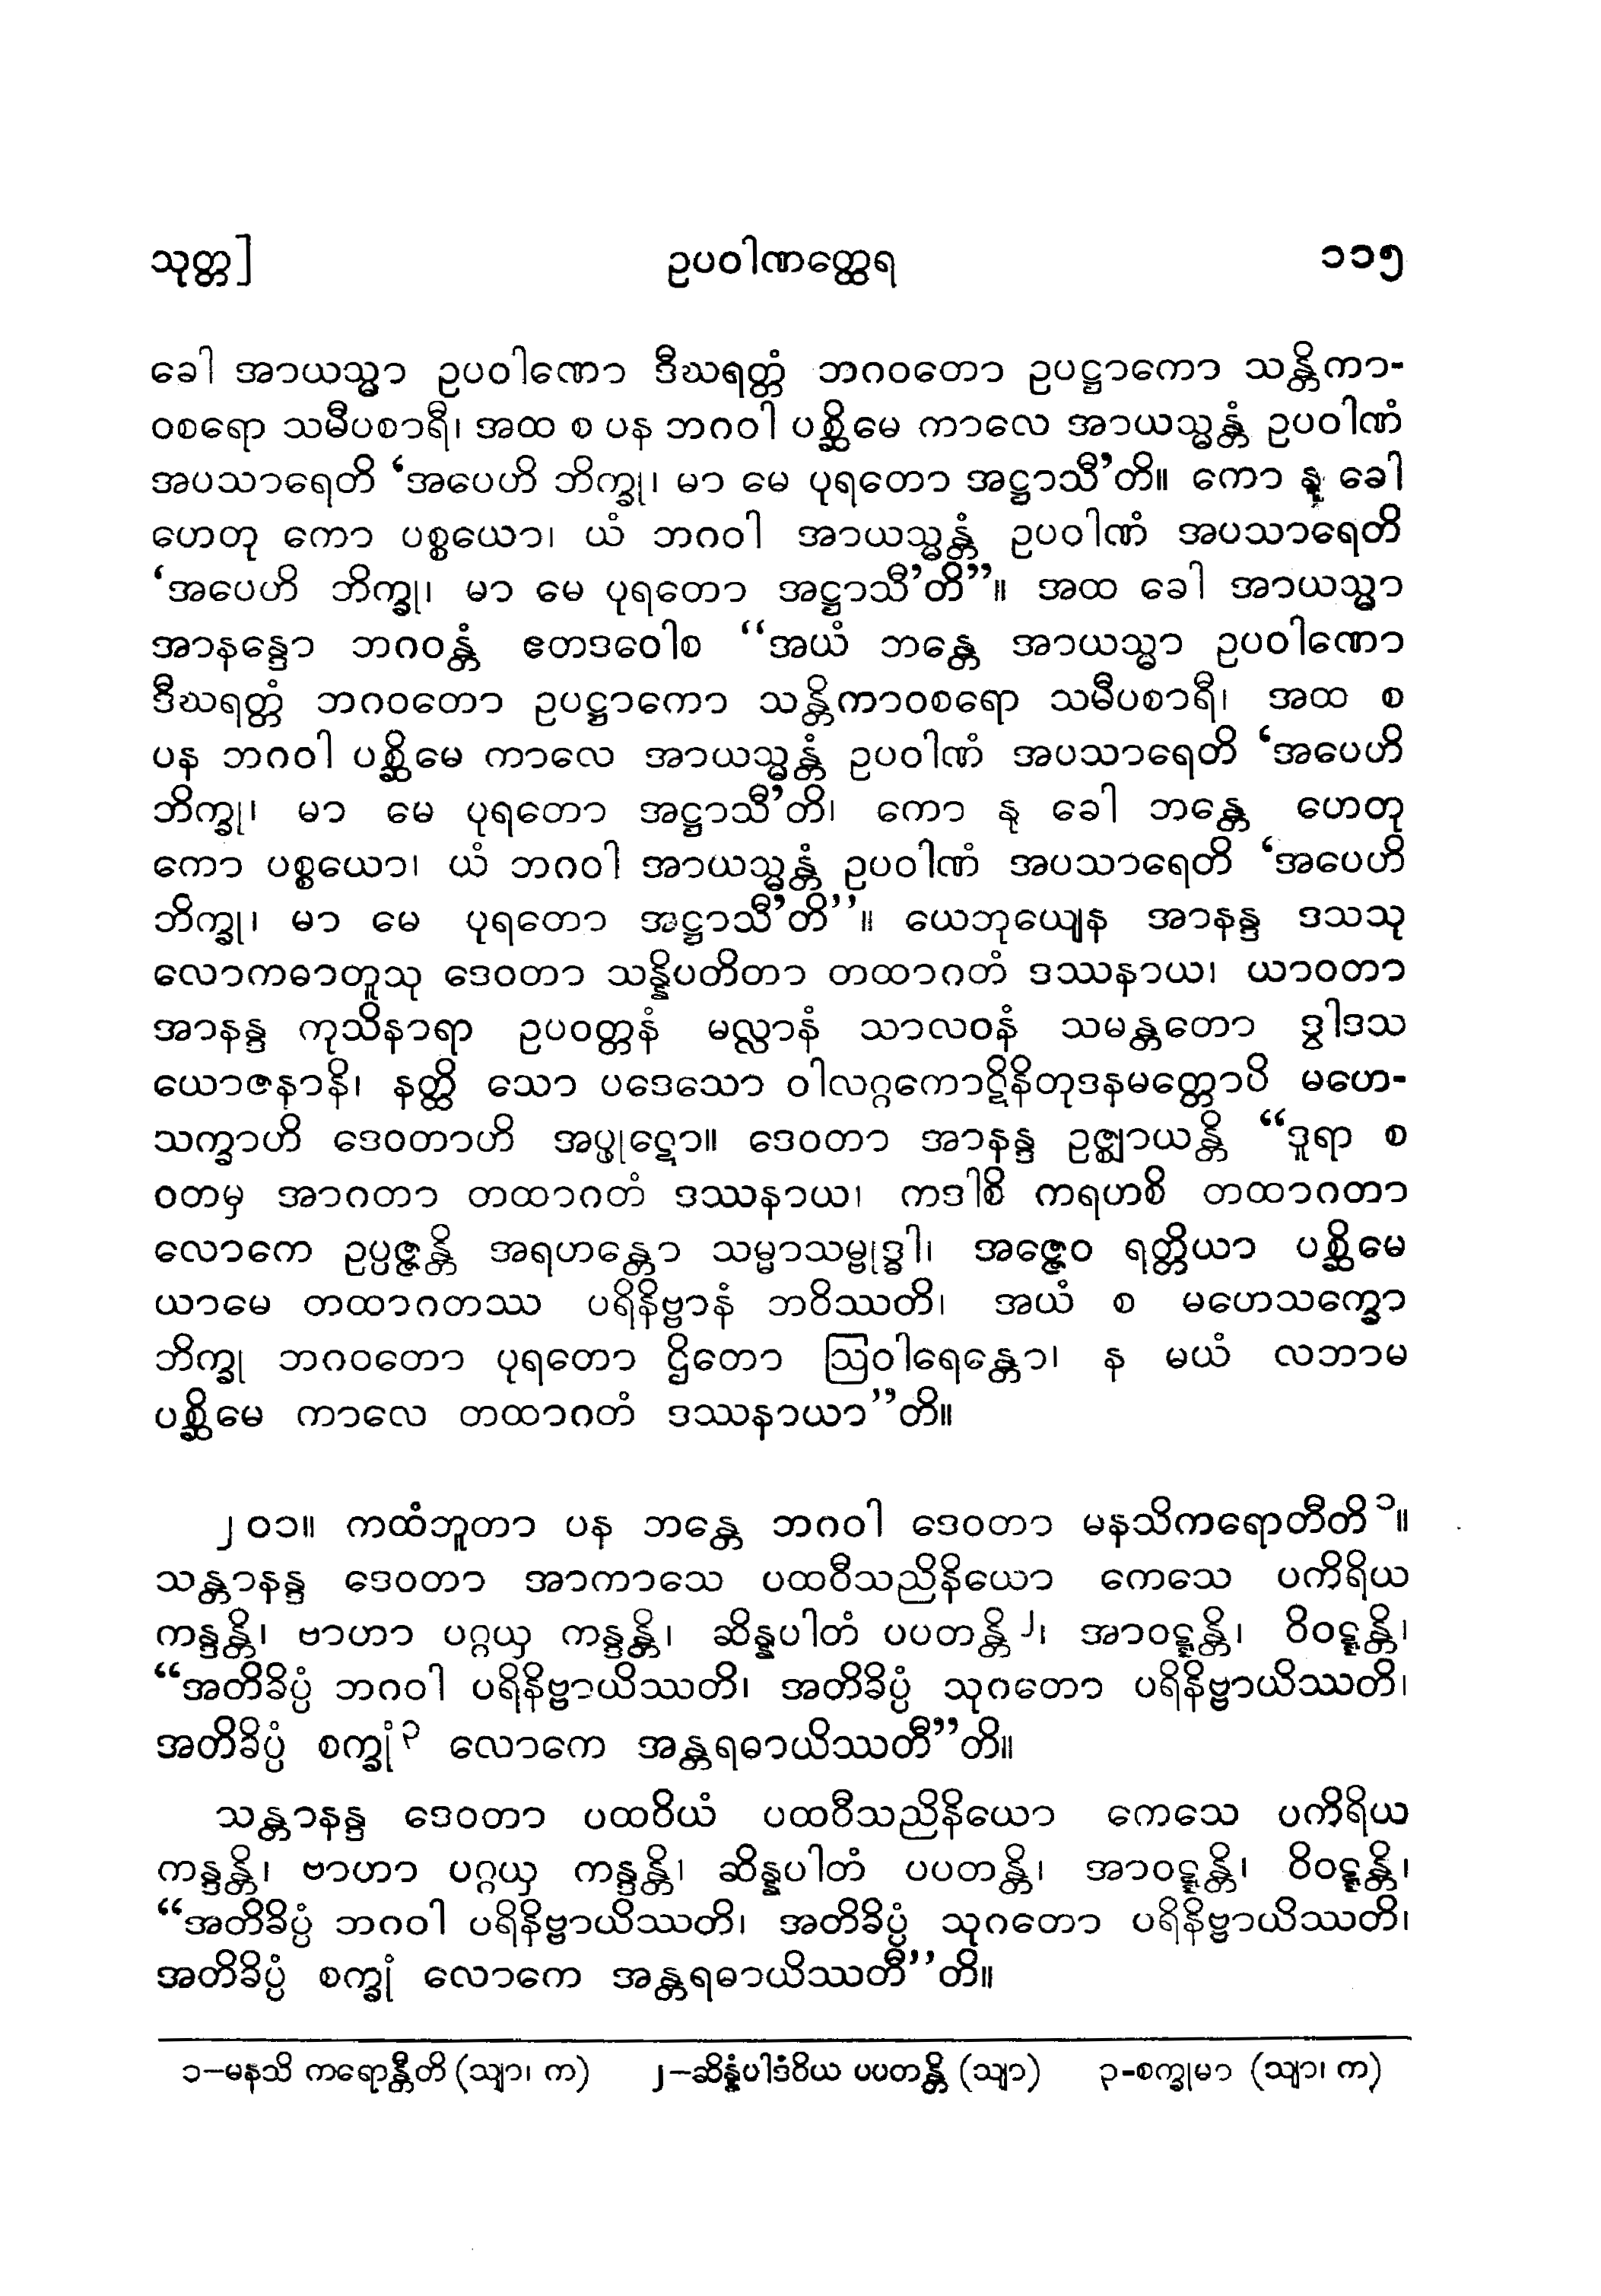 သုတ္တ] ဥပဝါဏတ္ထေရ ၁၁၅
ခေါ အာယသ္မာ ဥပဝါဏော ဒီဃရတ္တံ ဘဂဝတော ဥပဋ္ဌာကော သန္တိကာ-
ဝစရော သမီပစာရီ၊ အထ စ ပန ဘဂဝါ ပစ္ဆိမေ ကာလေ အာယသ္မန္တံ ဥပဝါဏံ
အပသာရေတိ ‘အပေဟိ ဘိက္ခု၊ မာ မေ ပုရတော အဋ္ဌာသီ’တိ။ ကော နု ခေါ
ဟေတု ကော ပစ္စယော၊ ယံ ဘဂဝါ အာယသ္မန္တံ ဥပဝါဏံ အပသာရေတိ
‘အပေဟိ ဘိက္ခု၊ မာ မေ ပုရတော အဋ္ဌာသီ’တိ”။ အထ ခေါ အာယသ္မာ
အာနန္ဒော ဘဂဝန္တံ ဧတဒဝေါစ “အယံ ဘန္တေ အာယသ္မာ ဥပဝါဏော
ဒီဃရတ္တံ ဘဂဝတော ဥပဋ္ဌာကော သန္တိကာဝစရော သမီပစာရီ၊ အထ စ
ပန ဘဂဝါ ပစ္ဆိမေ ကာလေ အာယသ္မန္တံ ဥပဝါဏံ အပသာရေတိ ‘အပေဟိ
ဘိက္ခု၊ မာ မေ ပုရတော အဋ္ဌာသီ’တိ၊ ကော နု ခေါ ဘန္တေ ဟေတု
ကော ပစ္စယော၊ ယံ ဘဂဝါ အာယသ္မန္တံ ဥပဝါဏံ အပသာရေတိ ‘အပေဟိ
ဘိက္ခု၊ မာ မေ ပုရတော အဋ္ဌာသီ’တိ”။ ယေဘုယျေန အာနန္ဒ ဒသသု
လောကဓာတူသု ဒေဝတာ သန္နိပတိတာ တထာဂတံ ဒဿနာယ၊ ယာဝတာ
အာနန္ဒ ကုသိနာရာ ဥပဝတ္တနံ မလ္လာနံ သာလဝနံ သမန္တတော ဒွါဒသ
ယောဇနာနိ၊ နတ္ထိ သော ပဒေသော ဝါလဂ္ဂကောဋိနိတုဒနမတ္တောပိ မဟေ-
သက္ခာဟိ ဒေဝတာဟိ အပ္ဖုဋော။ ဒေဝတာ အာနန္ဒ ဥဇ္ဈာယန္တိ “ဒူရာ စ
ဝတမှ အာဂတာ တထာဂတံ ဒဿနာယ၊ ကဒါစိ ကရဟစိ တထာဂတာ
လောကေ ဥပ္ပဇ္ဇန္တိ အရဟန္တော သမ္မာသမ္ဗုဒ္ဓါ၊ အဇ္ဇေဝ ရတ္တိယာ ပစ္ဆိမေ
ယာမေ တထာဂတဿ ပရိနိဗ္ဗာနံ ဘဝိဿတိ၊ အယံ စ မဟေသက္ခော
ဘိက္ခု ဘဂဝတော ပုရတော ဌိတော ဩဝါရေန္တော၊ န မယံ လဘာမ
ပစ္ဆိမေ ကာလေ တထာဂတံ ဒဿနာယာ”တိ။
၂၀၁။ ကထံဘူတာ ပန ဘန္တေ ဘဂဝါ ဒေဝတာ မနသိကရောတီတိ ၁။
သန္တာနန္ဒ ဒေဝတာ အာကာသေ ပထဝီသညိနိယော ကေသေ ပကိရိယ
ကန္ဒန္တိ၊ ဗာဟာ ပဂ္ဂယှ ကန္ဒန္တိ၊ ဆိန္နပါတံ ပပတန္တိ ၂၊ အာဝဋ္ဋန္တိ၊ ဝိဝဋ္ဋန္တိ၊
“အတိခိပ္ပံ ဘဂဝါ ပရိနိဗ္ဗာယိဿတိ၊ အတိခိပ္ပံ သုဂတော ပရိနိဗ္ဗာယိဿတိ၊
အတိခိပ္ပံ စက္ခုံ ၃ လောကေ အန္တရဓာယိဿတီ”တိ။
သန္တာနန္ဒ ဒေဝတာ ပထဝိယံ ပထဝီသညိနိယော ကေသေ ပကိရိယ
ကန္ဒန္တိ၊ ဗာဟာ ပဂ္ဂယှ ကန္ဒန္တိ၊ ဆိန္နပါတံ ပပတန္တိ၊ အာဝဋ္ဋန္တိ၊ ဝိဝဋ္ဋန္တိ၊
“အတိခိပ္ပံ ဘဂဝါ ပရိနိဗ္ဗာယိဿတိ၊ အတိခိပ္ပံ သုဂတော ပရိနိဗ္ဗာယိဿတိ၊
အတိခိပ္ပံ စက္ခုံ လောကေ အန္တရဓာယိဿတီ”တိ။
၁–မနသိ ကရောန္တီတိ (သျာ၊ က) ၂–ဆိန္နံပါဒံဝိယ ပပတန္တိ (သျာ) ၃-စက္ခုမာ (သျာ၊ က)